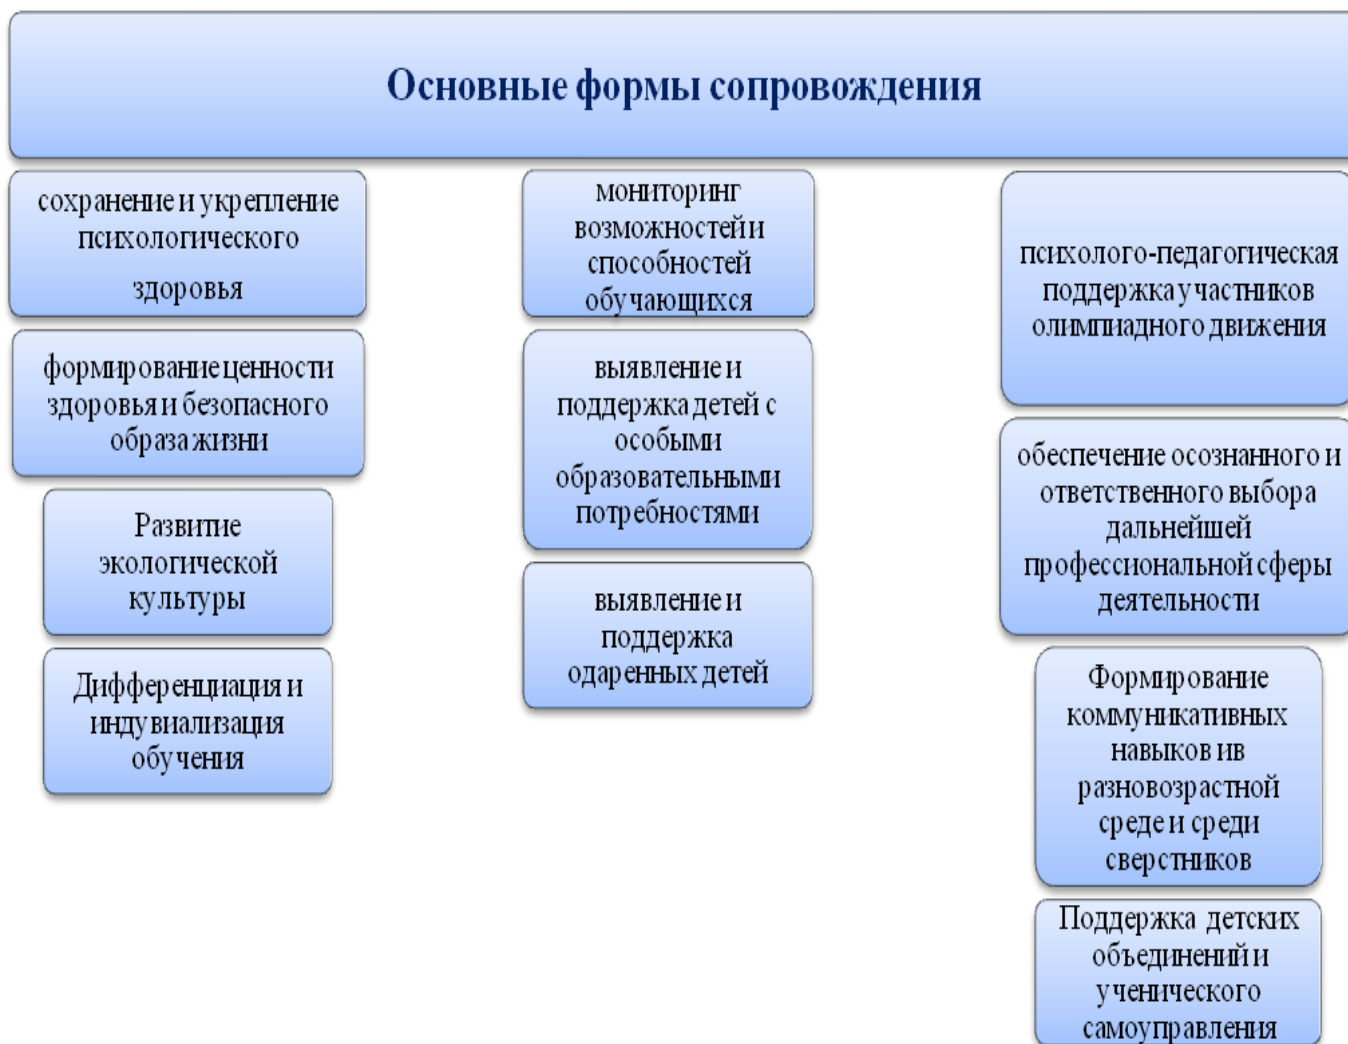 Основные формы сопровождения
сохранение и укрепление
психологического
здоровья
формирование ценности
здоровья и безопасного
образа жизни
Развитие
экологической
культуры
Дифференциация и
индувиализация
обучения
мониторинг
возможностей и
способностей
обучающихся
выявление и
поддержка детей с
особыми
образовательными
потребностями
выявление и
поддержка
одаренных детей
психолого-педагогическая
поддержка участников
олимпиадного движения
обеспечение осознанного и
ответственного выбора
дальнейшей
профессиональной сферы
деятельности
Формирование
коммуникативных
навыков ив
разновозрастной
среде и среди
сверстников
Поддержка детских
объединений и
ученического
самоуправления